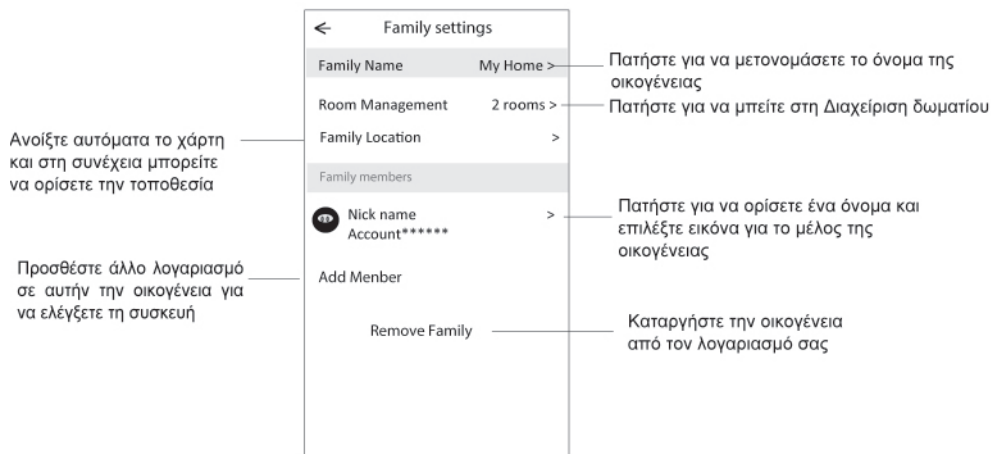 Family settings
Family Name My Home >
Room Management 2 rooms >
Family Location >
Family members
Nick name >
Account******
Add Menber
Remove Family
Ανοίξτε αυτόματα το χάρτη
και στη συνέχεια μπορείτε
να ορίσετε την τοποθεσία
Προσθέστε άλλο λογαριασμό
σε αυτήν την οικογένεια για
να ελέγξετε τη συσκευή
Πατήστε για να μετονομάσετε το όνομα της
οικογένειας
Πατήστε για να μπείτε στη Διαχείριση δωματίου
Πατήστε για να ορίσετε ένα όνομα και
επιλέξτε εικόνα για το μέλος της
οικογένειας
Καταργήστε την οικογένεια
από τον λογαριασμό σας